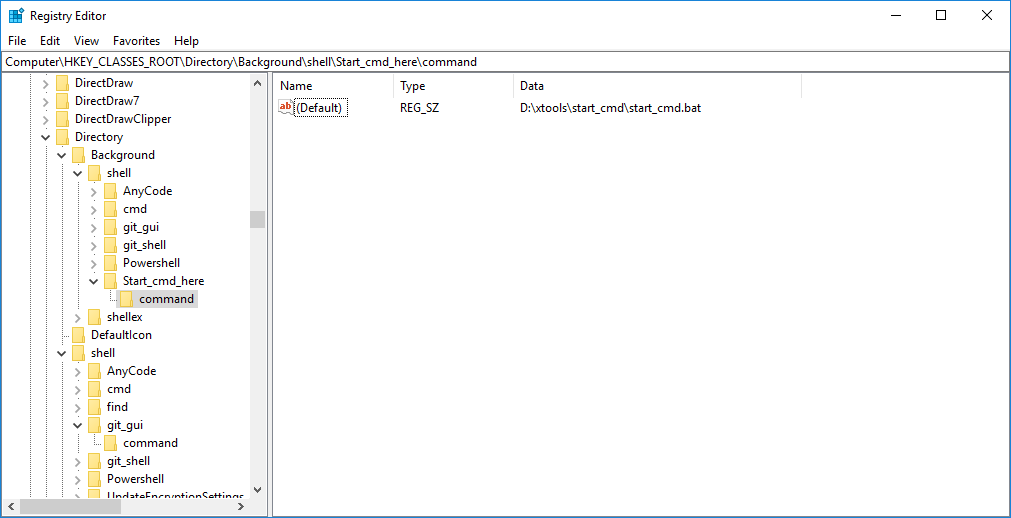 Registry Editor
File Edit View Favorites Help
Computer\HKEY_CLASSES_ROOT\Directory\Background\shell\Start_cmd_here\command
DirectDraw
DirectDraw7
DirectDrawClipper
Directory
Background
shell
AnyCode
cmd
git_gui
git_shell
Powershell
Start_cmd_here
command
shellex
DefaultIcon
shell
AnyCode
cmd
find
git_gui
command
git_shell
Powershell
UpdateEncryptionSettings
Name Type Data
ab (Default) REG_SZ D:\xtools\start_cmd\start_cmd.bat